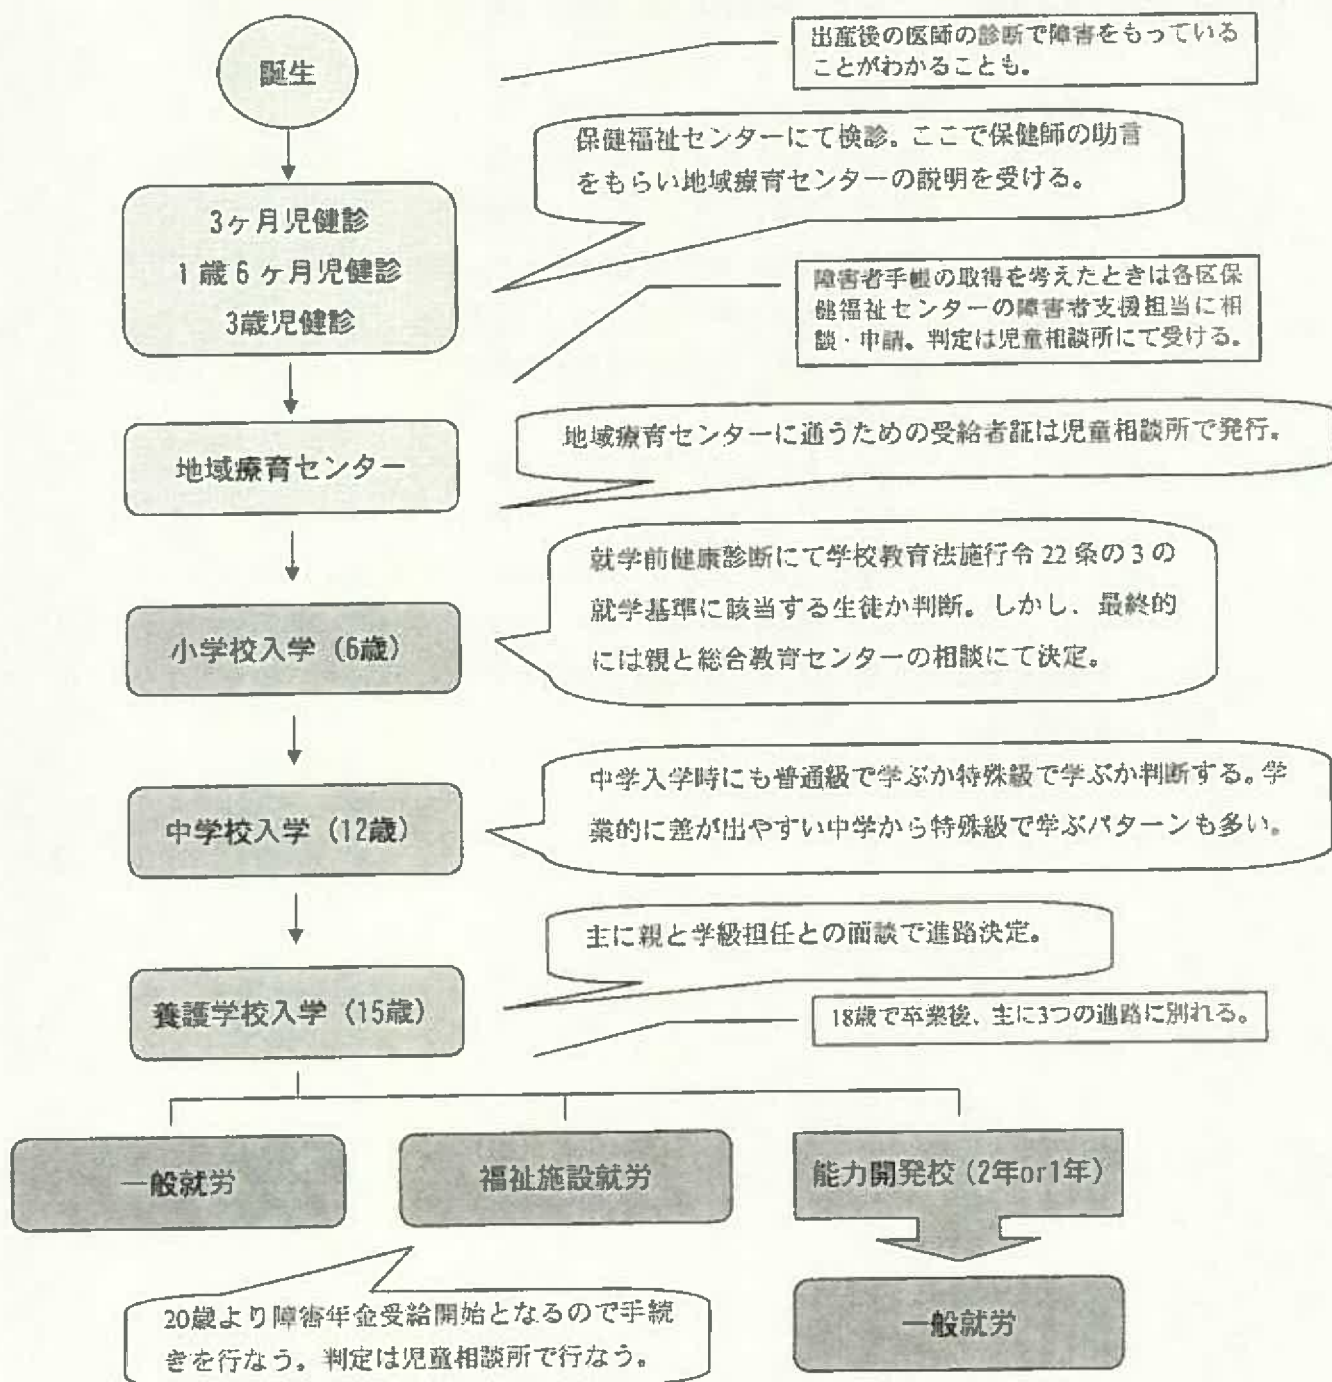 誕生
出産後の医師の診断で障害をもっている
ことがわかることも。
保健福祉センターにて検診。ここで保健師の助言
をもらい地域療育センターの説明を受ける。
3ヶ月児健診
1歳6ヶ月児健診
3歳児健診
障害者手帳の取得を考えたときは各区保
健福祉センターの障害者支援担当に相
談・申請。判定は児童相談所にて受ける。
地域療育センターに通うための受給者証は児童相談所で発行。
地域療育センター
就学前健康診断にて学校教育法施行令22条の3の
就学基準に該当する生徒か判断。しかし、最終的
には親と総合教育センターの相談にて決定。
小学校入学（6歳）
中学入学時にも普通級で学ぶか特殊級で学ぶか判断する。学
業的に差が出やすい中学から特殊級で学ぶパターンも多い。
中学校入学（12歳）
主に親と学級担任との面談で進路決定。
養護学校入学（15歳）
18歳で卒業後、主に3つの進路に別れる。
一般就労
福祉施設就労
能力開発校（2年or1年）
20歳より障害年金受給開始となるので手続
きを行なう。判定は児童相談所で行なう。
一般就労